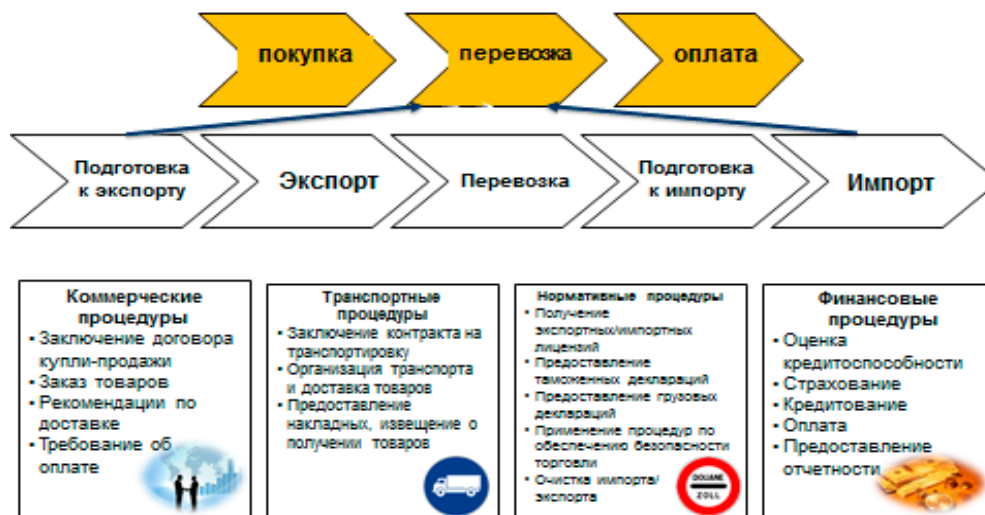 покупка
перевозка
оплата
Подготовка
к экспорту
Экспорт
Перевозка
Подготовка
к импорту
Импорт
Коммерческие
процедуры
▪ Заключение договора
купли-продажи
▪ Заказ товаров
▪ Рекомендации по
доставке
▪ Требование об
оплате
Транспортные
процедуры
▪ Заключение контракта на
транспортировку
▪ Организация транспорта
и доставка товаров
▪ Предоставление
накладных, извещение о
получении товаров
Нормативные процедуры
▪ Получение
экспортных/импортных
лицензий
▪ Предоставление
таможенных деклараций
▪ Предоставление грузовых
деклараций
▪ Применение процедур по
обеспечению безопасности
торговли
▪ Очистка импорта/
экспорта
DOUANE
ZOLL
Финансовые
процедуры
▪ Оценка
кредитоспособности
▪ Страхование
▪ Кредитование
▪ Оплата
▪ Предоставление
отчетности